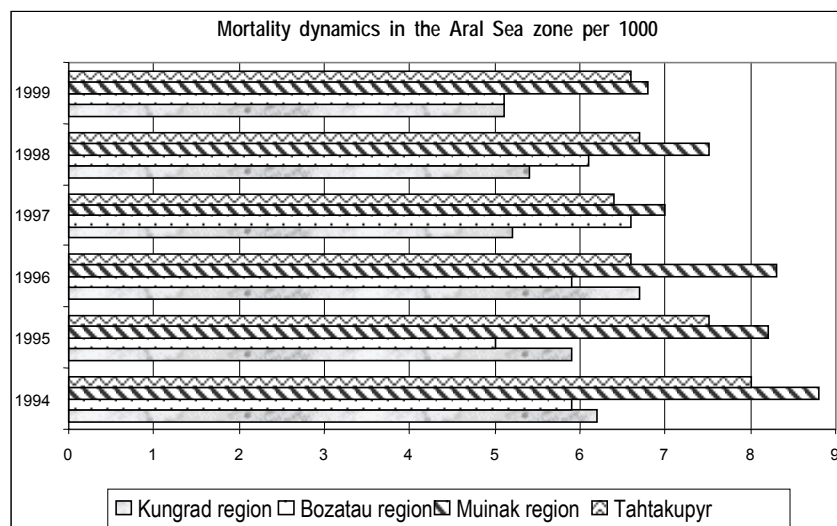 Mortality dynamics in the Aral Sea zone per 1000
1999
1998
1997
1996
1995
1994
0 1 2 3 4 5 6 7 8 9
Kungrad region Bozatau region Muinak region Tahtakupyr